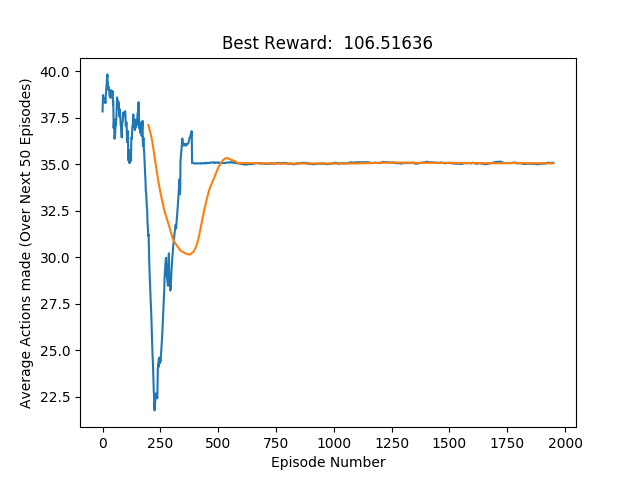 Best Reward:  106.51636
Average Actions made (Over Next 50 Episodes)
40.0
37.5
35.0
32.5
30.0
27.5
25.0
22.5
0 250 500 750 1000 1250 1500 1750 2000
Episode Number